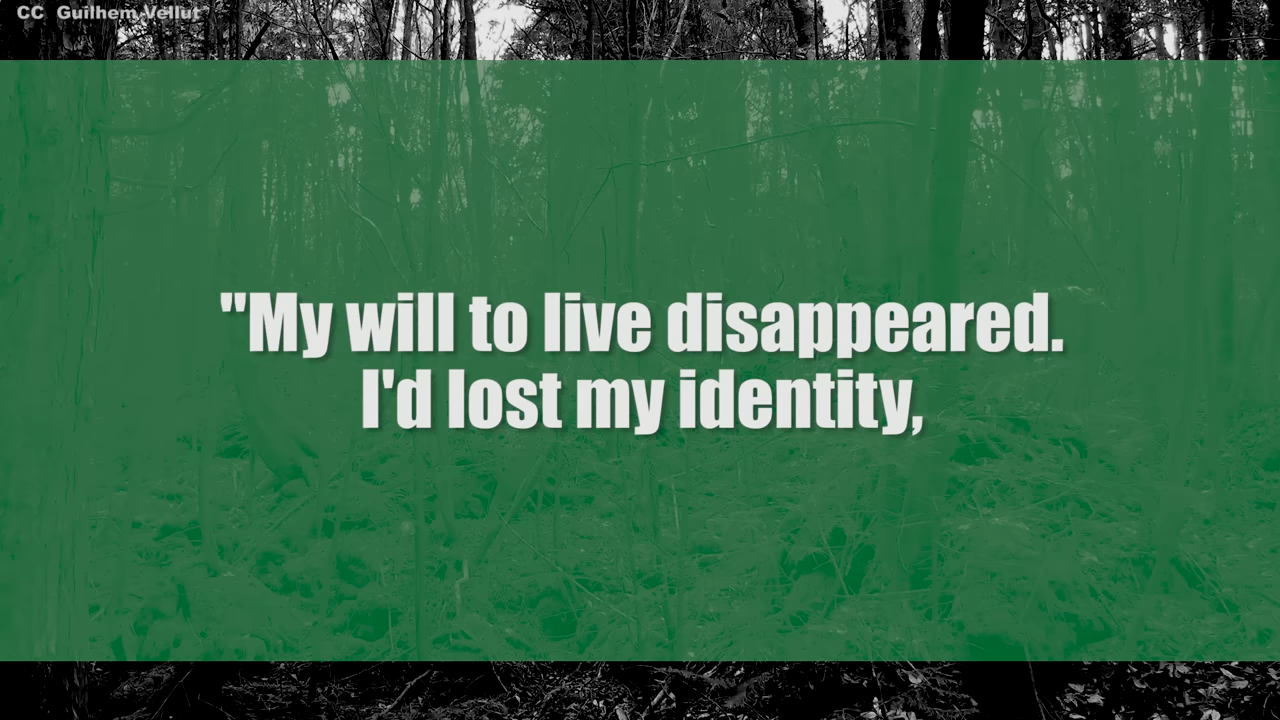 CC Guilhem Vellut
"My will to live disappeared.
I'd lost my identity,